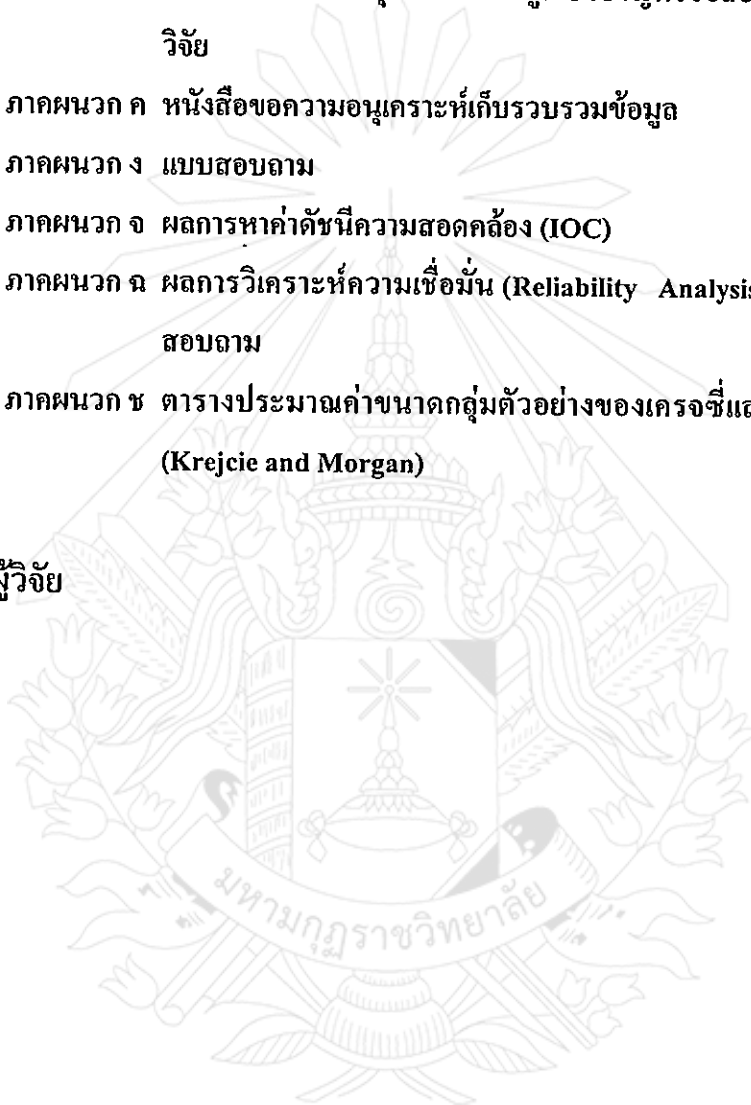 วิจัย
ภาคผนวก ค หนังสือขอความอนุเคราะห์เก็บรวบรวมข้อมูล
ภาคผนวก ง แบบสอบถาม
ภาคผนวก จ ผลการหาค่าดัชนีความสอดคล้อง (IOC)
ภาคผนวก ฉ ผลการวิเคราะห์ความเชื่อมั่น (Reliability Analysis
สอบถาม
ภาคผนวก ช ตารางประมาณค่าขนาดกลุ่มตัวอย่างของเครจซี่แล
(Krejcie and Morgan)
ผู้วิจัย
มหามกุฏราชวิทยาลัย